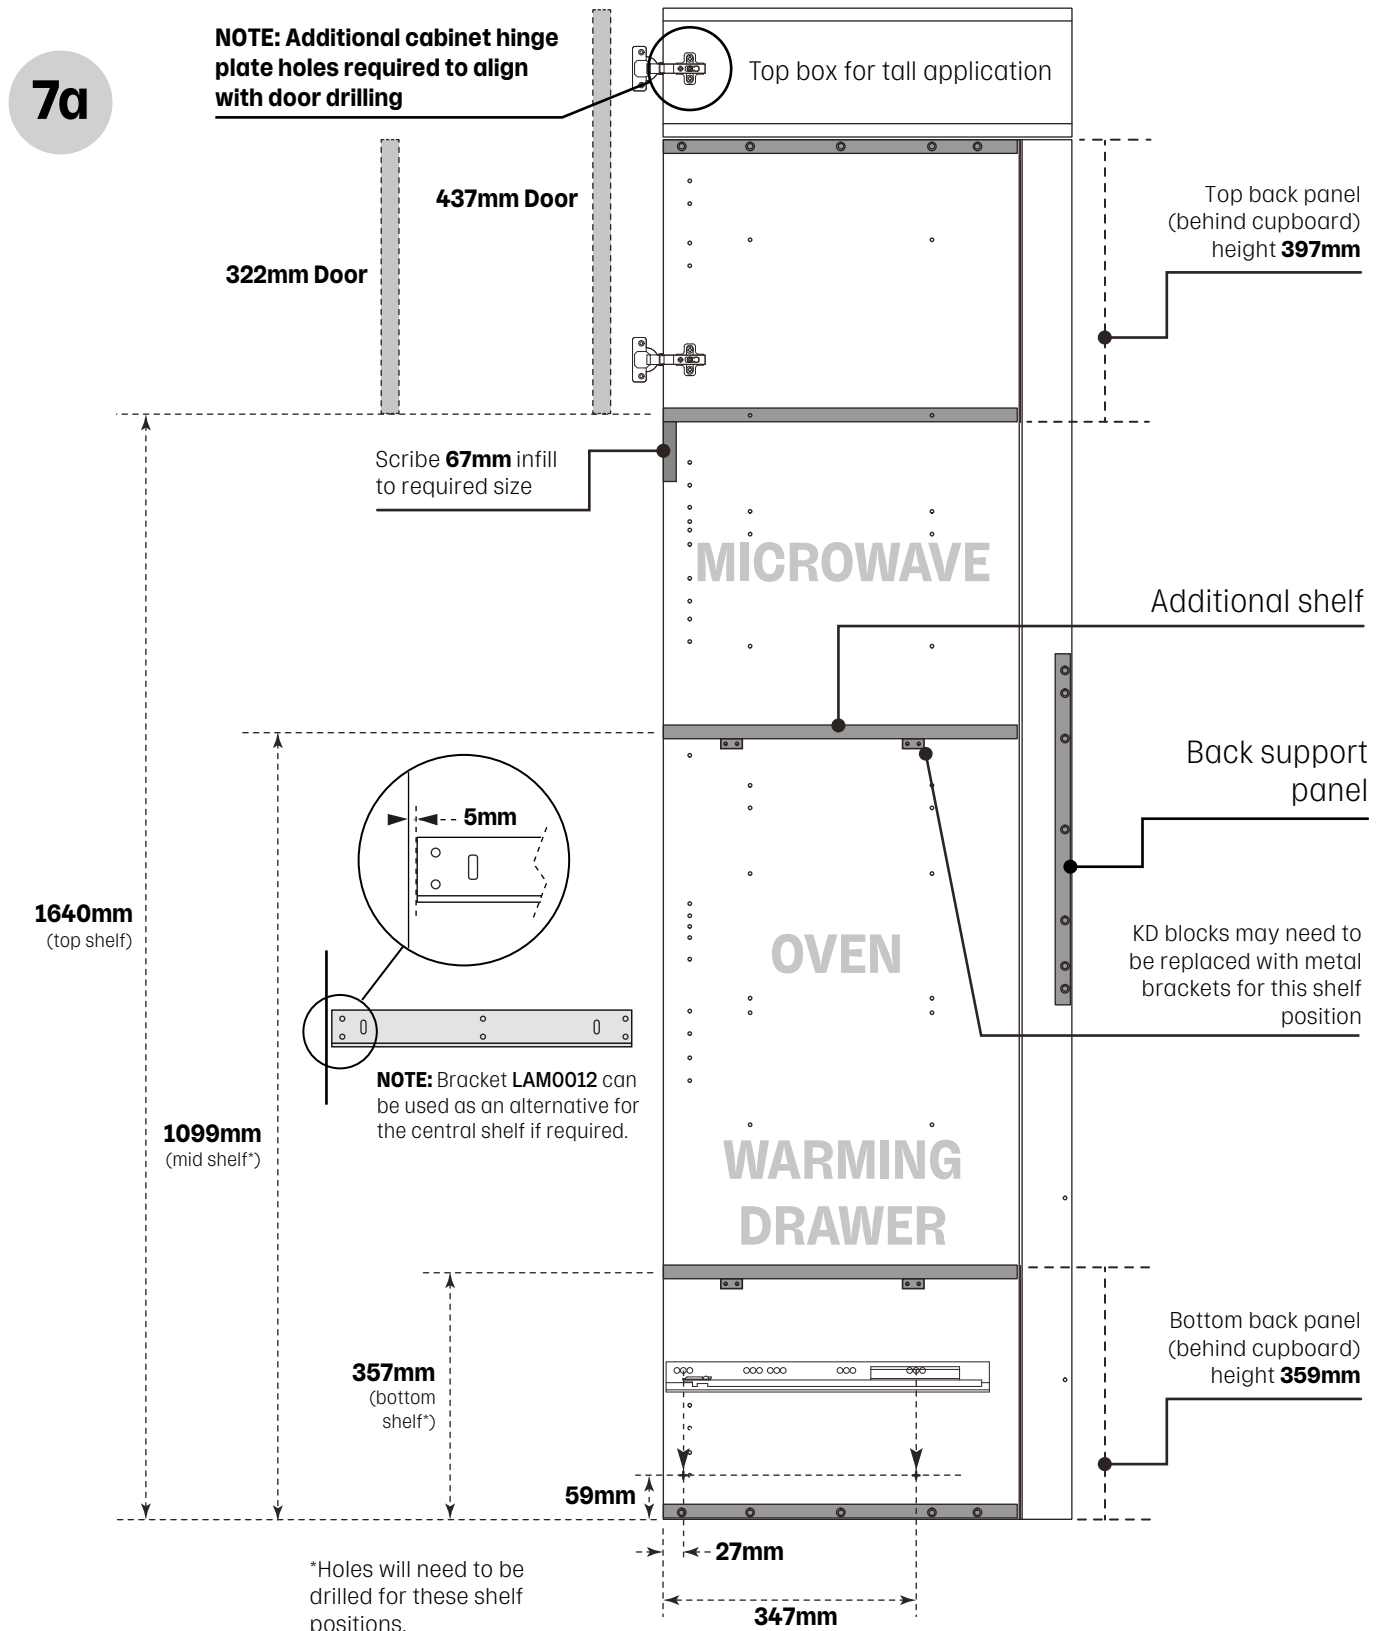 7a
NOTE: Additional cabinet hinge
plate holes required to align
with door drilling
Top box for tall application
437mm Door
322mm Door
Top back panel
(behind cupboard)
height 397mm
Scribe 67mm infill
to required size
MICROWAVE
Additional shelf
Back support
panel
5mm
1640mm
(top shelf)
OVEN
KD blocks may need to
be replaced with metal
brackets for this shelf
position
NOTE: Bracket LAM0012 can
be used as an alternative for
the central shelf if required.
1099mm
(mid shelf*)
WARMING
DRAWER
357mm
(bottom
shelf*)
Bottom back panel
(behind cupboard)
height 359mm
59mm
27mm
*Holes will need to be
drilled for these shelf
positions.
347mm